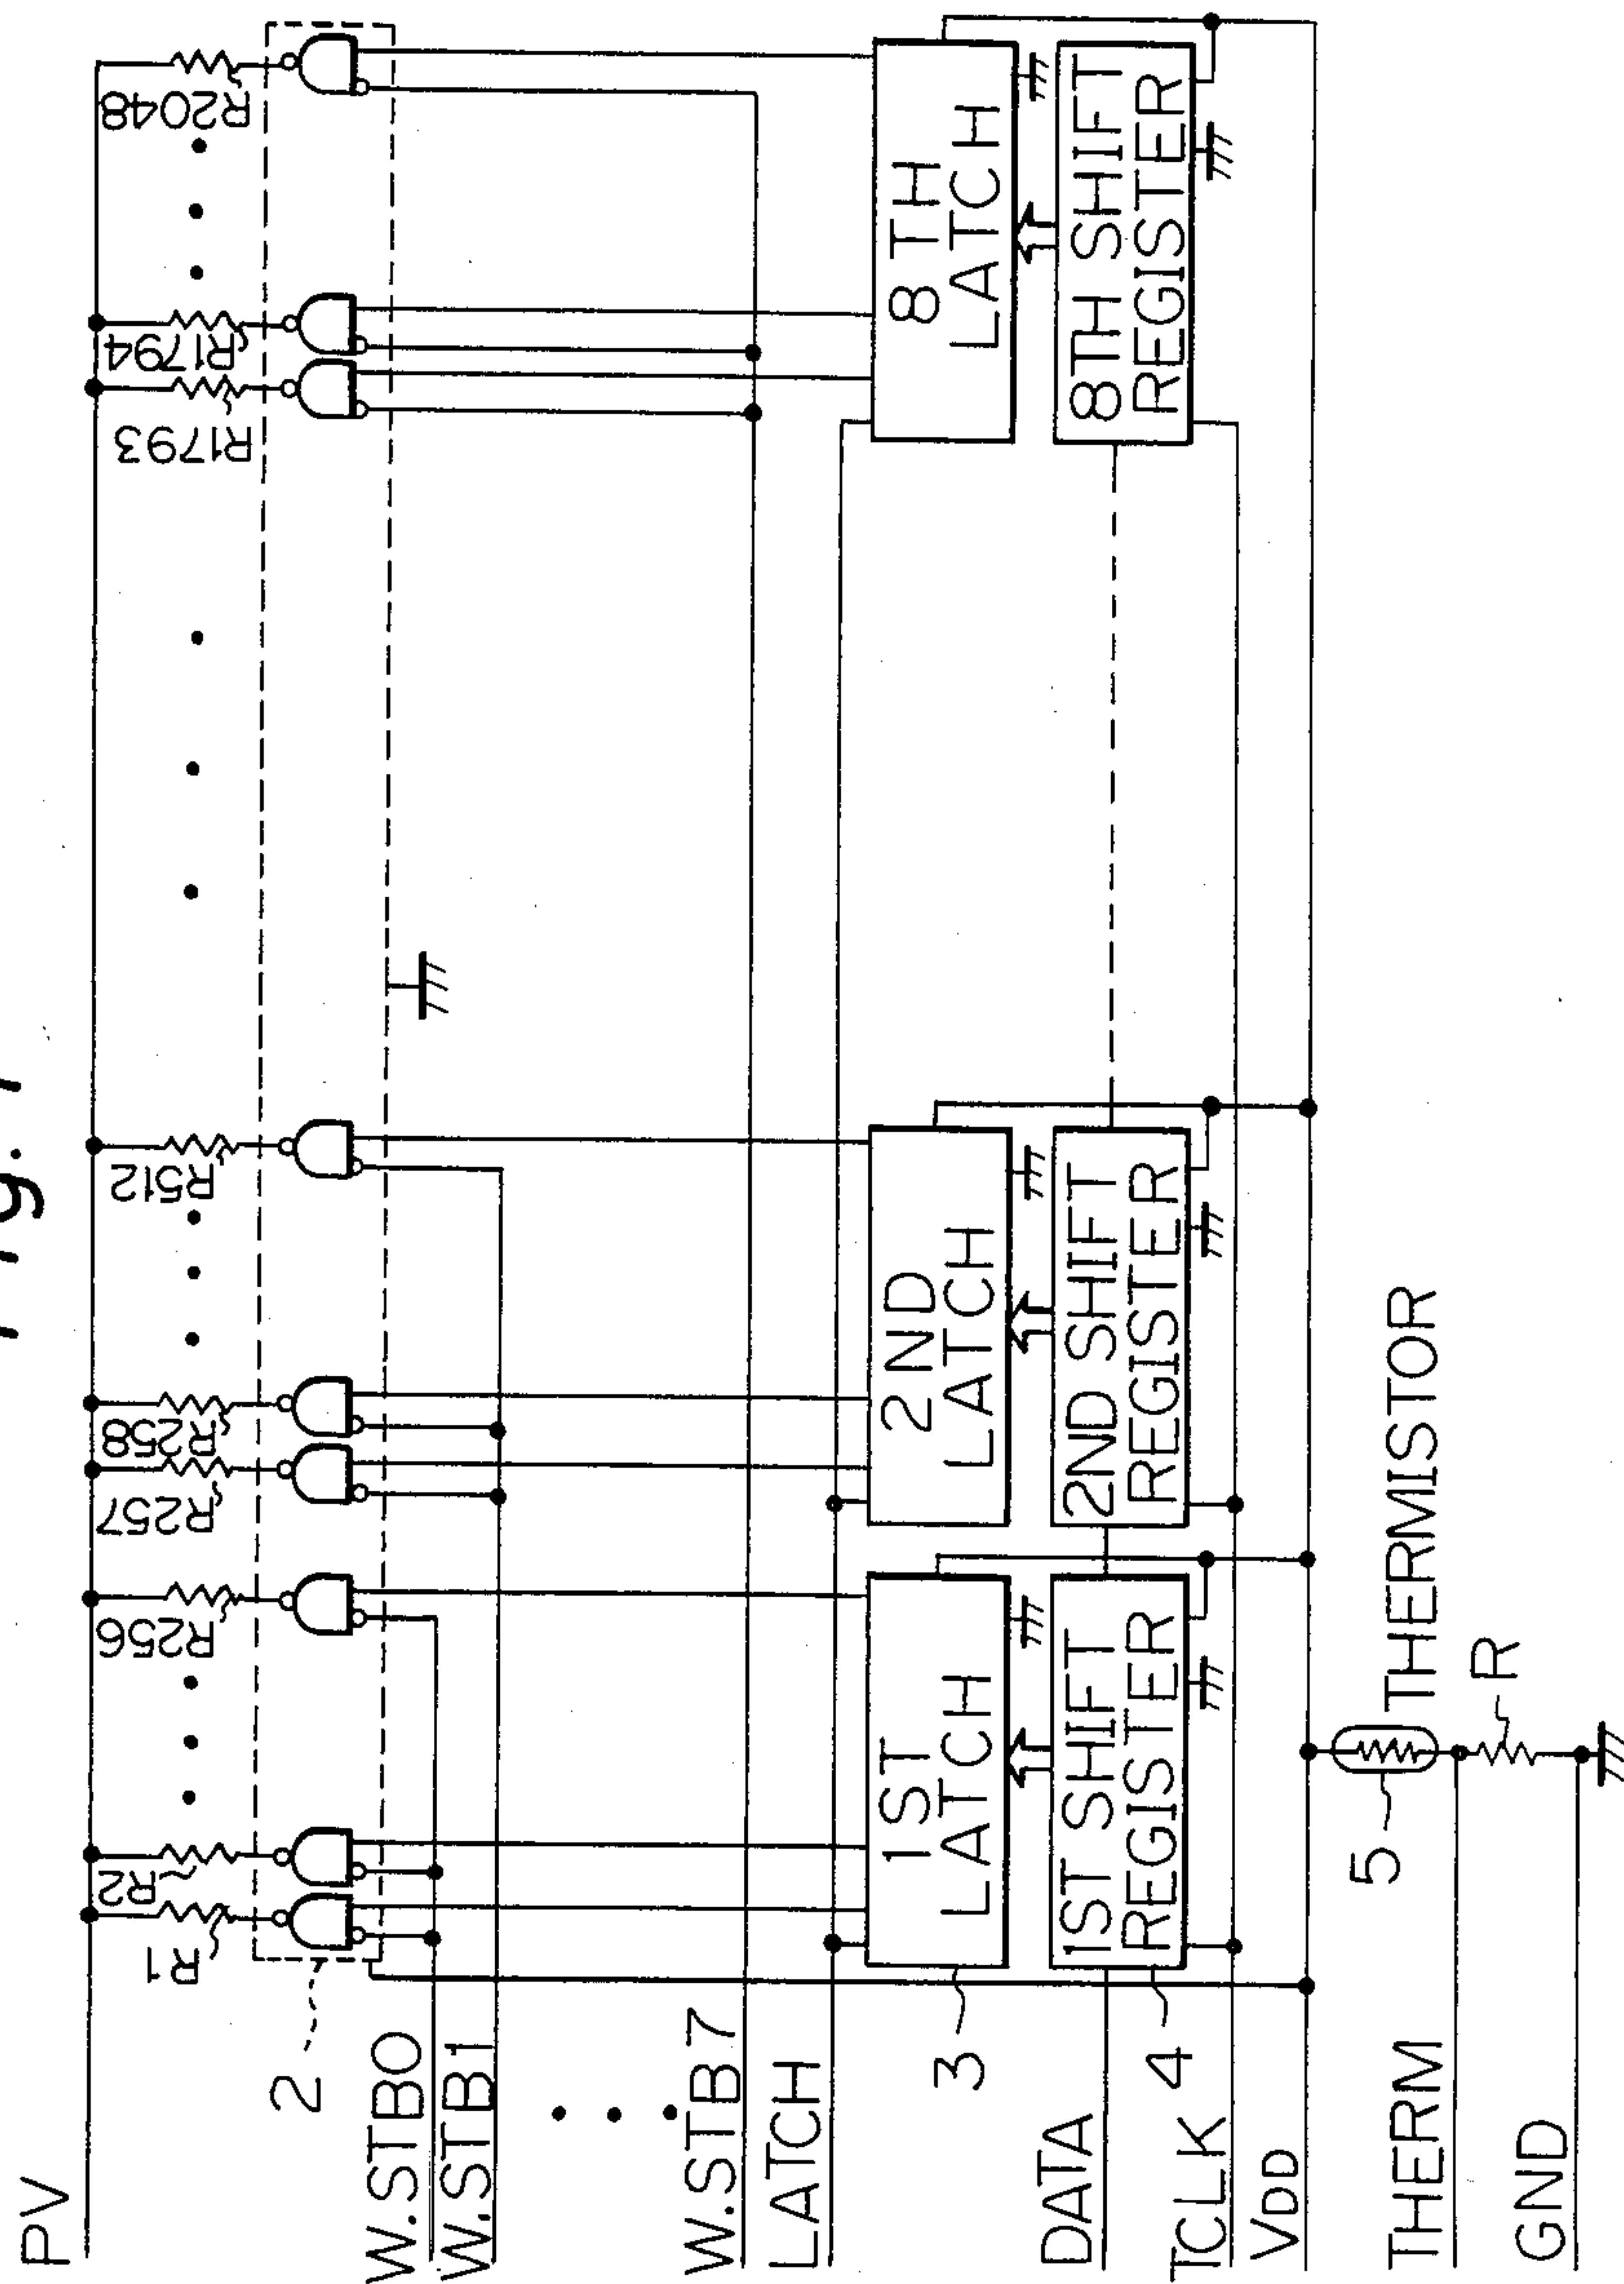 Fig. 1
PV
R1
R2
R256
R257
R258
R512
R1793
R1794
R2048
2
W.STB0
W.STB1
W.STB7
LATCH
1ST
LATCH
2ND
LATCH
8TH
LATCH
3
DATA
1ST SHIFT
REGISTER
2ND SHIFT
REGISTER
8TH SHIFT
REGISTER
4
TCLK
VDD
5
THERMISTOR
THERM
R
GND